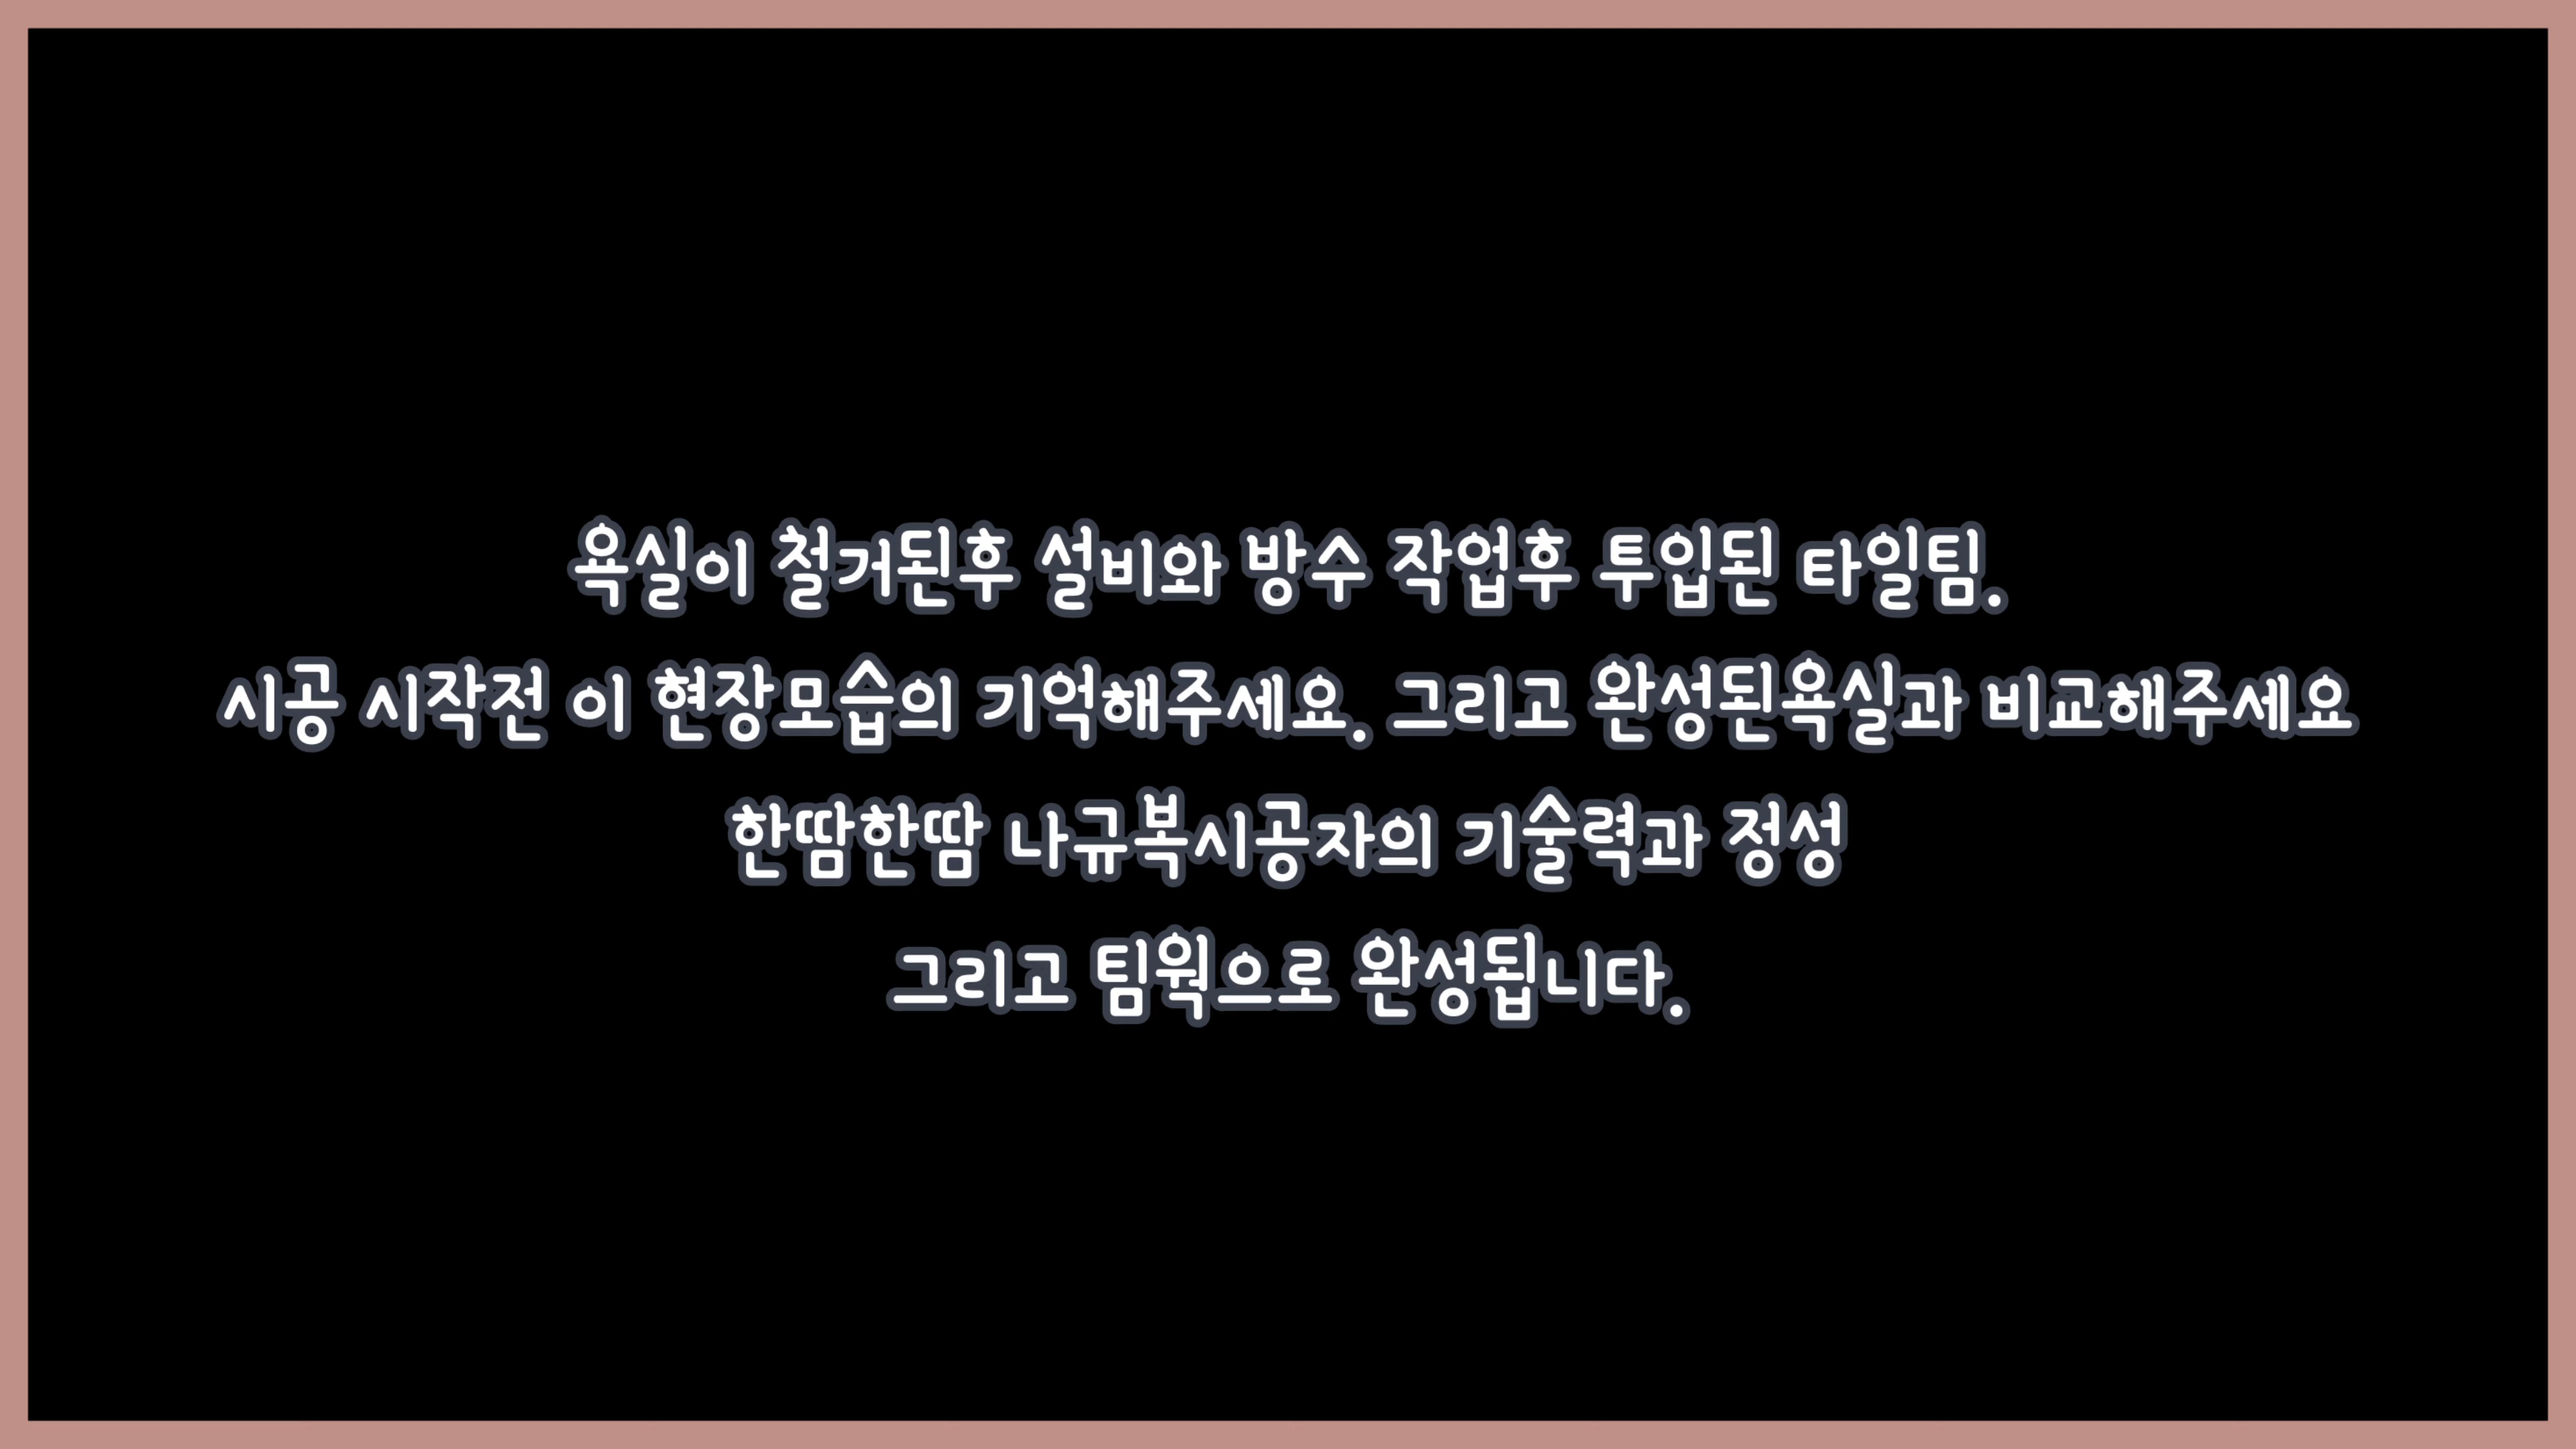 욕실이 철거된후 설비와 방수 작업후 투입된 타일팀.
시공 시작전 이 현장모습의 기억해주세요. 그리고 완성된욕실과 비교해주세요
한땀한땀 나규복시공자의 기술력과 정성
그리고 팀웍으로 완성됩니다.